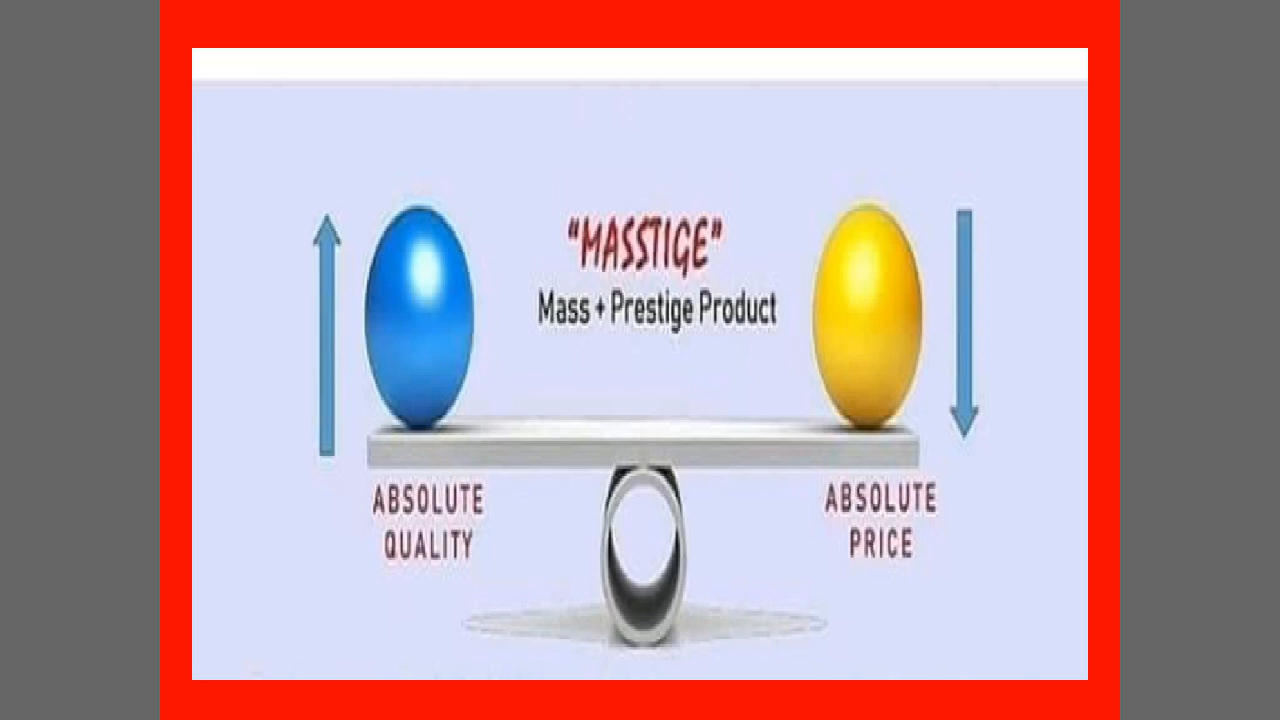 "MASSTIGE"
Mass + Prestige Product
ABSOLUTE
QUALITY
ABSOLUTE
PRICE